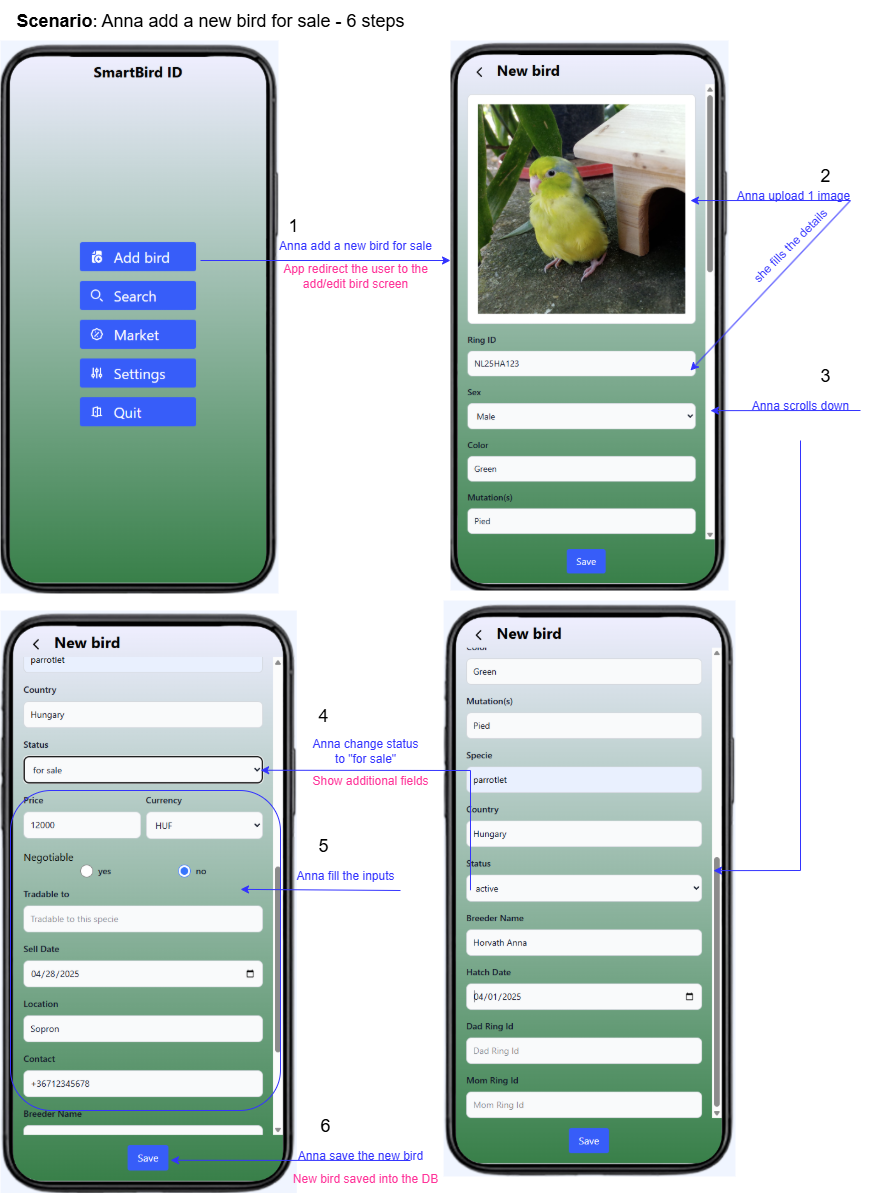 Scenario: Anna add a new bird for sale - 6 steps
SmartBird ID
Add bird
Search
Market
Settings
Quit
1
Anna add a new bird for sale
App redirect the user to the
add/edit bird screen
New bird
Ring ID
NL25HA123
Sex
Male
Color
Green
Mutation(s)
Pied
Save
2
Anna upload 1 image
she fills the details
3
Anna scrolls down
New bird
parrotlet
Country
Hungary
Status
for sale
Price Currency
12000 HUF
Negotiable
yes no
Tradable to
Tradable to this specie
Sell Date
04/28/2025
Location
Sopron
Contact
+36712345678
Breeder Name
Save
4
Anna change status
to "for sale"
Show additional fields
5
Anna fill the inputs
6
Anna save the new bird
New bird saved into the DB
New bird
Color
Green
Mutation(s)
Pied
Specie
parrotlet
Country
Hungary
Status
active
Breeder Name
Horvath Anna
Hatch Date
04/01/2025
Dad Ring Id
Dad Ring Id
Mom Ring Id
Mom Ring Id
Save